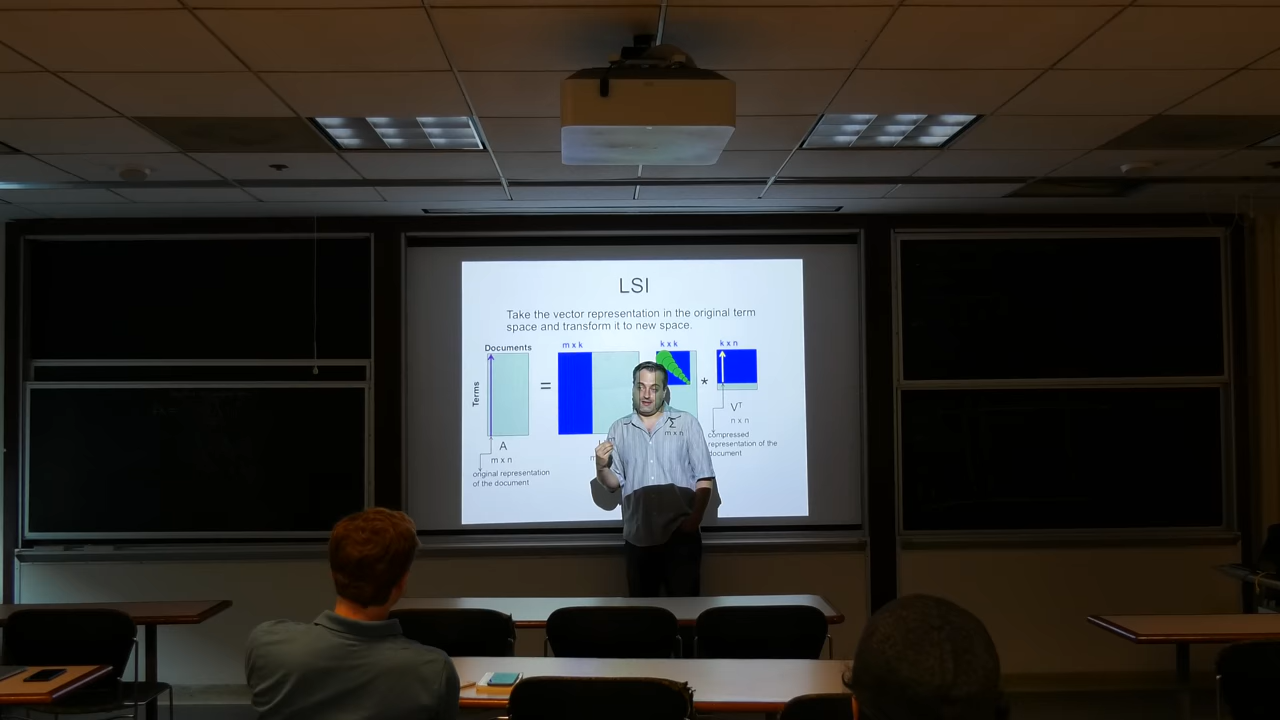 LSI
Take the vector representation in the original term
space and transform it to new space.
Documents
m x k
k x k
k x n
Terms
=
*
A
m x n
Σ
m x n
V^T
n x n
original representation
of the document
compressed
representation of the
document